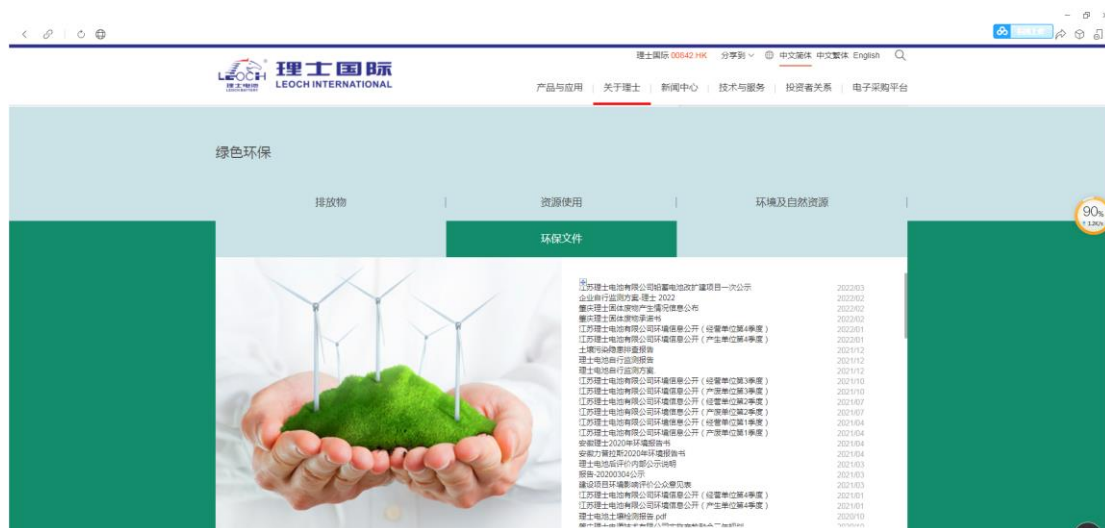 理士国际 00842 HK 分享到 中文简体 中文繁体 English
LEOCH 理士国际
理士电池 LEOCH INTERNATIONAL
产品与应用 关于理士 新闻中心 技术与服务 投资者关系 电子采购平台
绿色环保
排放物 资源使用 环境及自然资源
90%
环保文件
江苏理士电池有限公司铅蓄电池改扩建项目一次公示 2022/03
企业自行监测方案-理士 2022 2022/02
肇庆理士固体废物产生情况信息公布 2022/02
肇庆理士固体废物承诺书 2022/02
江苏理士电池有限公司环境信息公开(经营单位第4季度) 2022/01
江苏理士电池有限公司环境信息公开(产生单位第4季度) 2022/01
土壤污染隐患排查报告 2021/12
理士电池自行监测报告 2021/12
理士电池自行监测方案 2021/12
江苏理士电池有限公司环境信息公开(经营单位第3季度) 2021/10
江苏理士电池有限公司环境信息公开(产废单位第3季度) 2021/10
江苏理士电池有限公司环境信息公开(经营单位第2季度) 2021/07
江苏理士电池有限公司环境信息公开(产废单位第2季度) 2021/07
江苏理士电池有限公司环境信息公开(经营单位第1季度) 2021/04
江苏理士电池有限公司环境信息公开(产废单位第1季度) 2021/04
安徽理士2020年环境报告书 2021/04
安徽力普拉斯2020年环境报告书 2021/04
理士电池后评价内部公示说明 2021/03
报告-20200304公示 2021/03
建设项目环境影响评价公众意见表 2021/03
江苏理士电池有限公司环境信息公开(经营单位第4季度) 2021/01
江苏理士电池有限公司环境信息公开(产生单位第4季度) 2021/01
理士电池土壤检测报告.pdf 2020/10